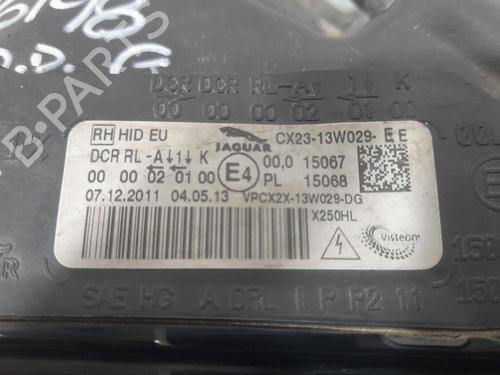 DCR DCR RL-A 1 K
00 00 00 02 01 00
RH HID EU
JAGUAR
CX23-13W029-EE
DCR RL-A↓1↓ K
E4
00,0 15067
00 00 02 01 00
PL 15068
07.12.2011 04.05.13 VPCX2X-13W029-DG
X250HL
Visteon
SAE HG A DRL I P P2 11
B-PARTS